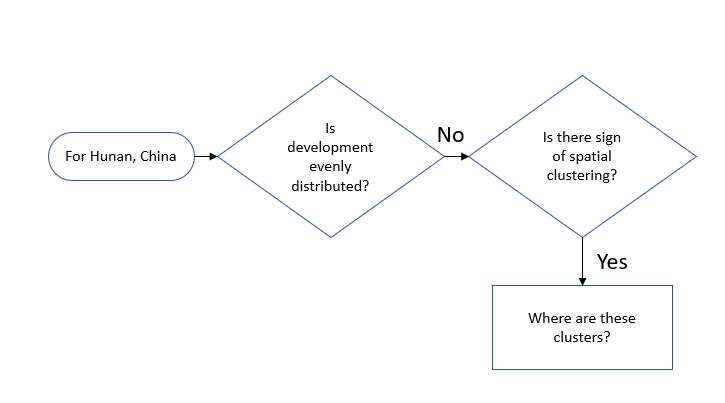 For Hunan, China
Is
development
evenly
distributed?
No
Is there sign
of spatial
clustering?
Yes
Where are these
clusters?